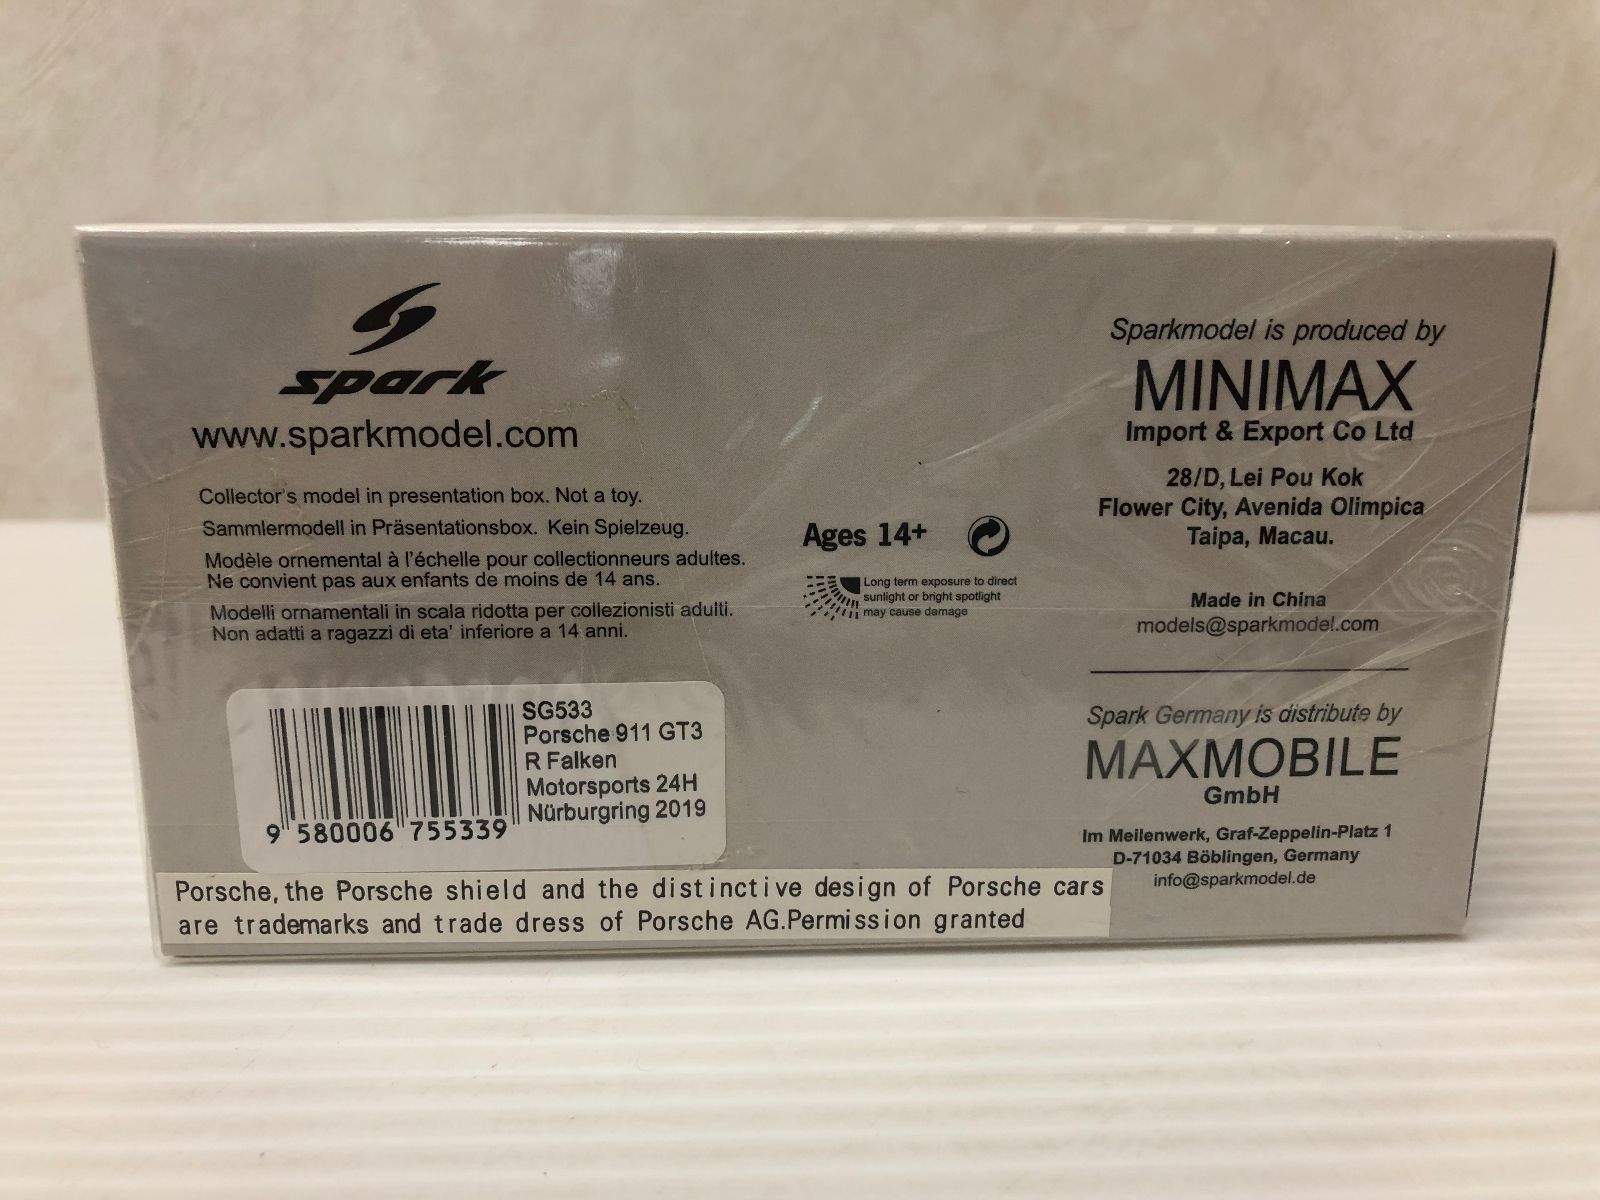 spark
www.sparkmodel.com
Collector's model in presentation box. Not a toy.
Sammlermodell in Präsentationsbox. Kein Spielzeug.
Modèle ornemental à l'échelle pour collectionneurs adultes.
Ne convient pas aux enfants de moins de 14 ans.
Modelli ornamentali in scala ridotta per collezionisti adulti.
Non adatti a ragazzi di eta' inferiore a 14 anni.
SG533
Porsche 911 GT3
R Falken
Motorsports 24H
Nürburgring 2019
9 580006 755339
Porsche, the Porsche shield and the distinctive design of Porsche cars
are trademarks and trade dress of Porsche AG.Permission granted
Ages 14+
Long term exposure to direct
sunlight or bright spotlight
may cause damage
Sparkmodel is produced by
MINIMAX
Import & Export Co Ltd
28/D, Lei Pou Kok
Flower City, Avenida Olimpica
Taipa, Macau.
Made in China
models@sparkmodel.com
Spark Germany is distribute by
MAXMOBILE
GmbH
Im Meilenwerk, Graf-Zeppelin-Platz 1
D-71034 Böblingen, Germany
info@sparkmodel.de